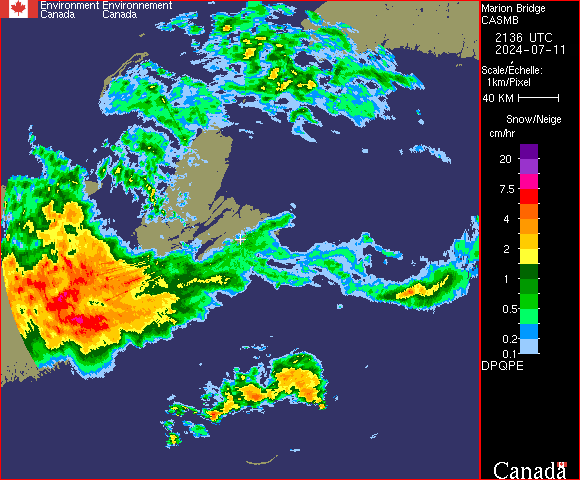 Environment Environnement
Canada Canada
Marion Bridge
CASMB
2136 UTC
2024-07-11
Scale/Echelle:
1km/Pixel
40 KM
Snow/Neige
cm/hr
20
7.5
4
2
1
0.5
0.2
0.1
DPQPE
Canada